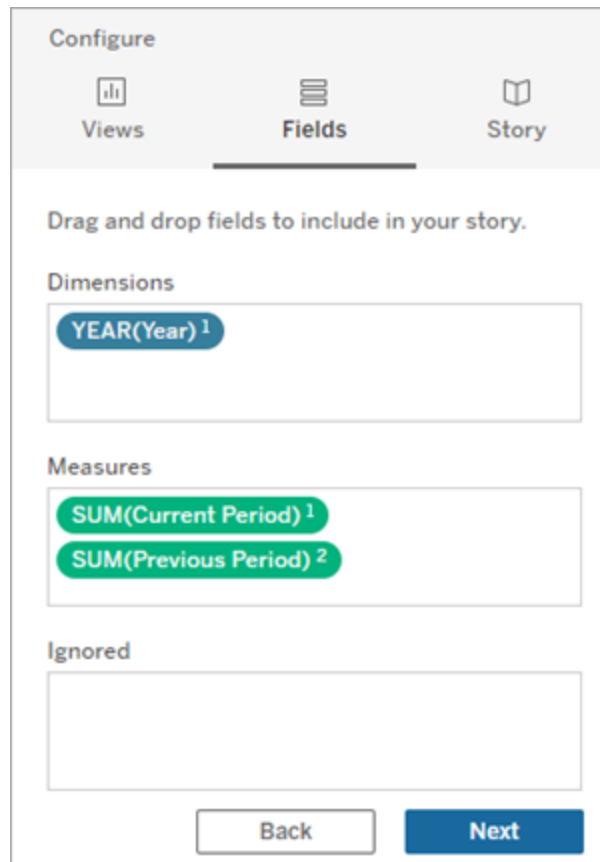 Configure
Views Fields Story
Drag and drop fields to include in your story.
Dimensions
YEAR(Year) 1
Measures
SUM(Current Period) 1
SUM(Previous Period) 2
Ignored
Back Next